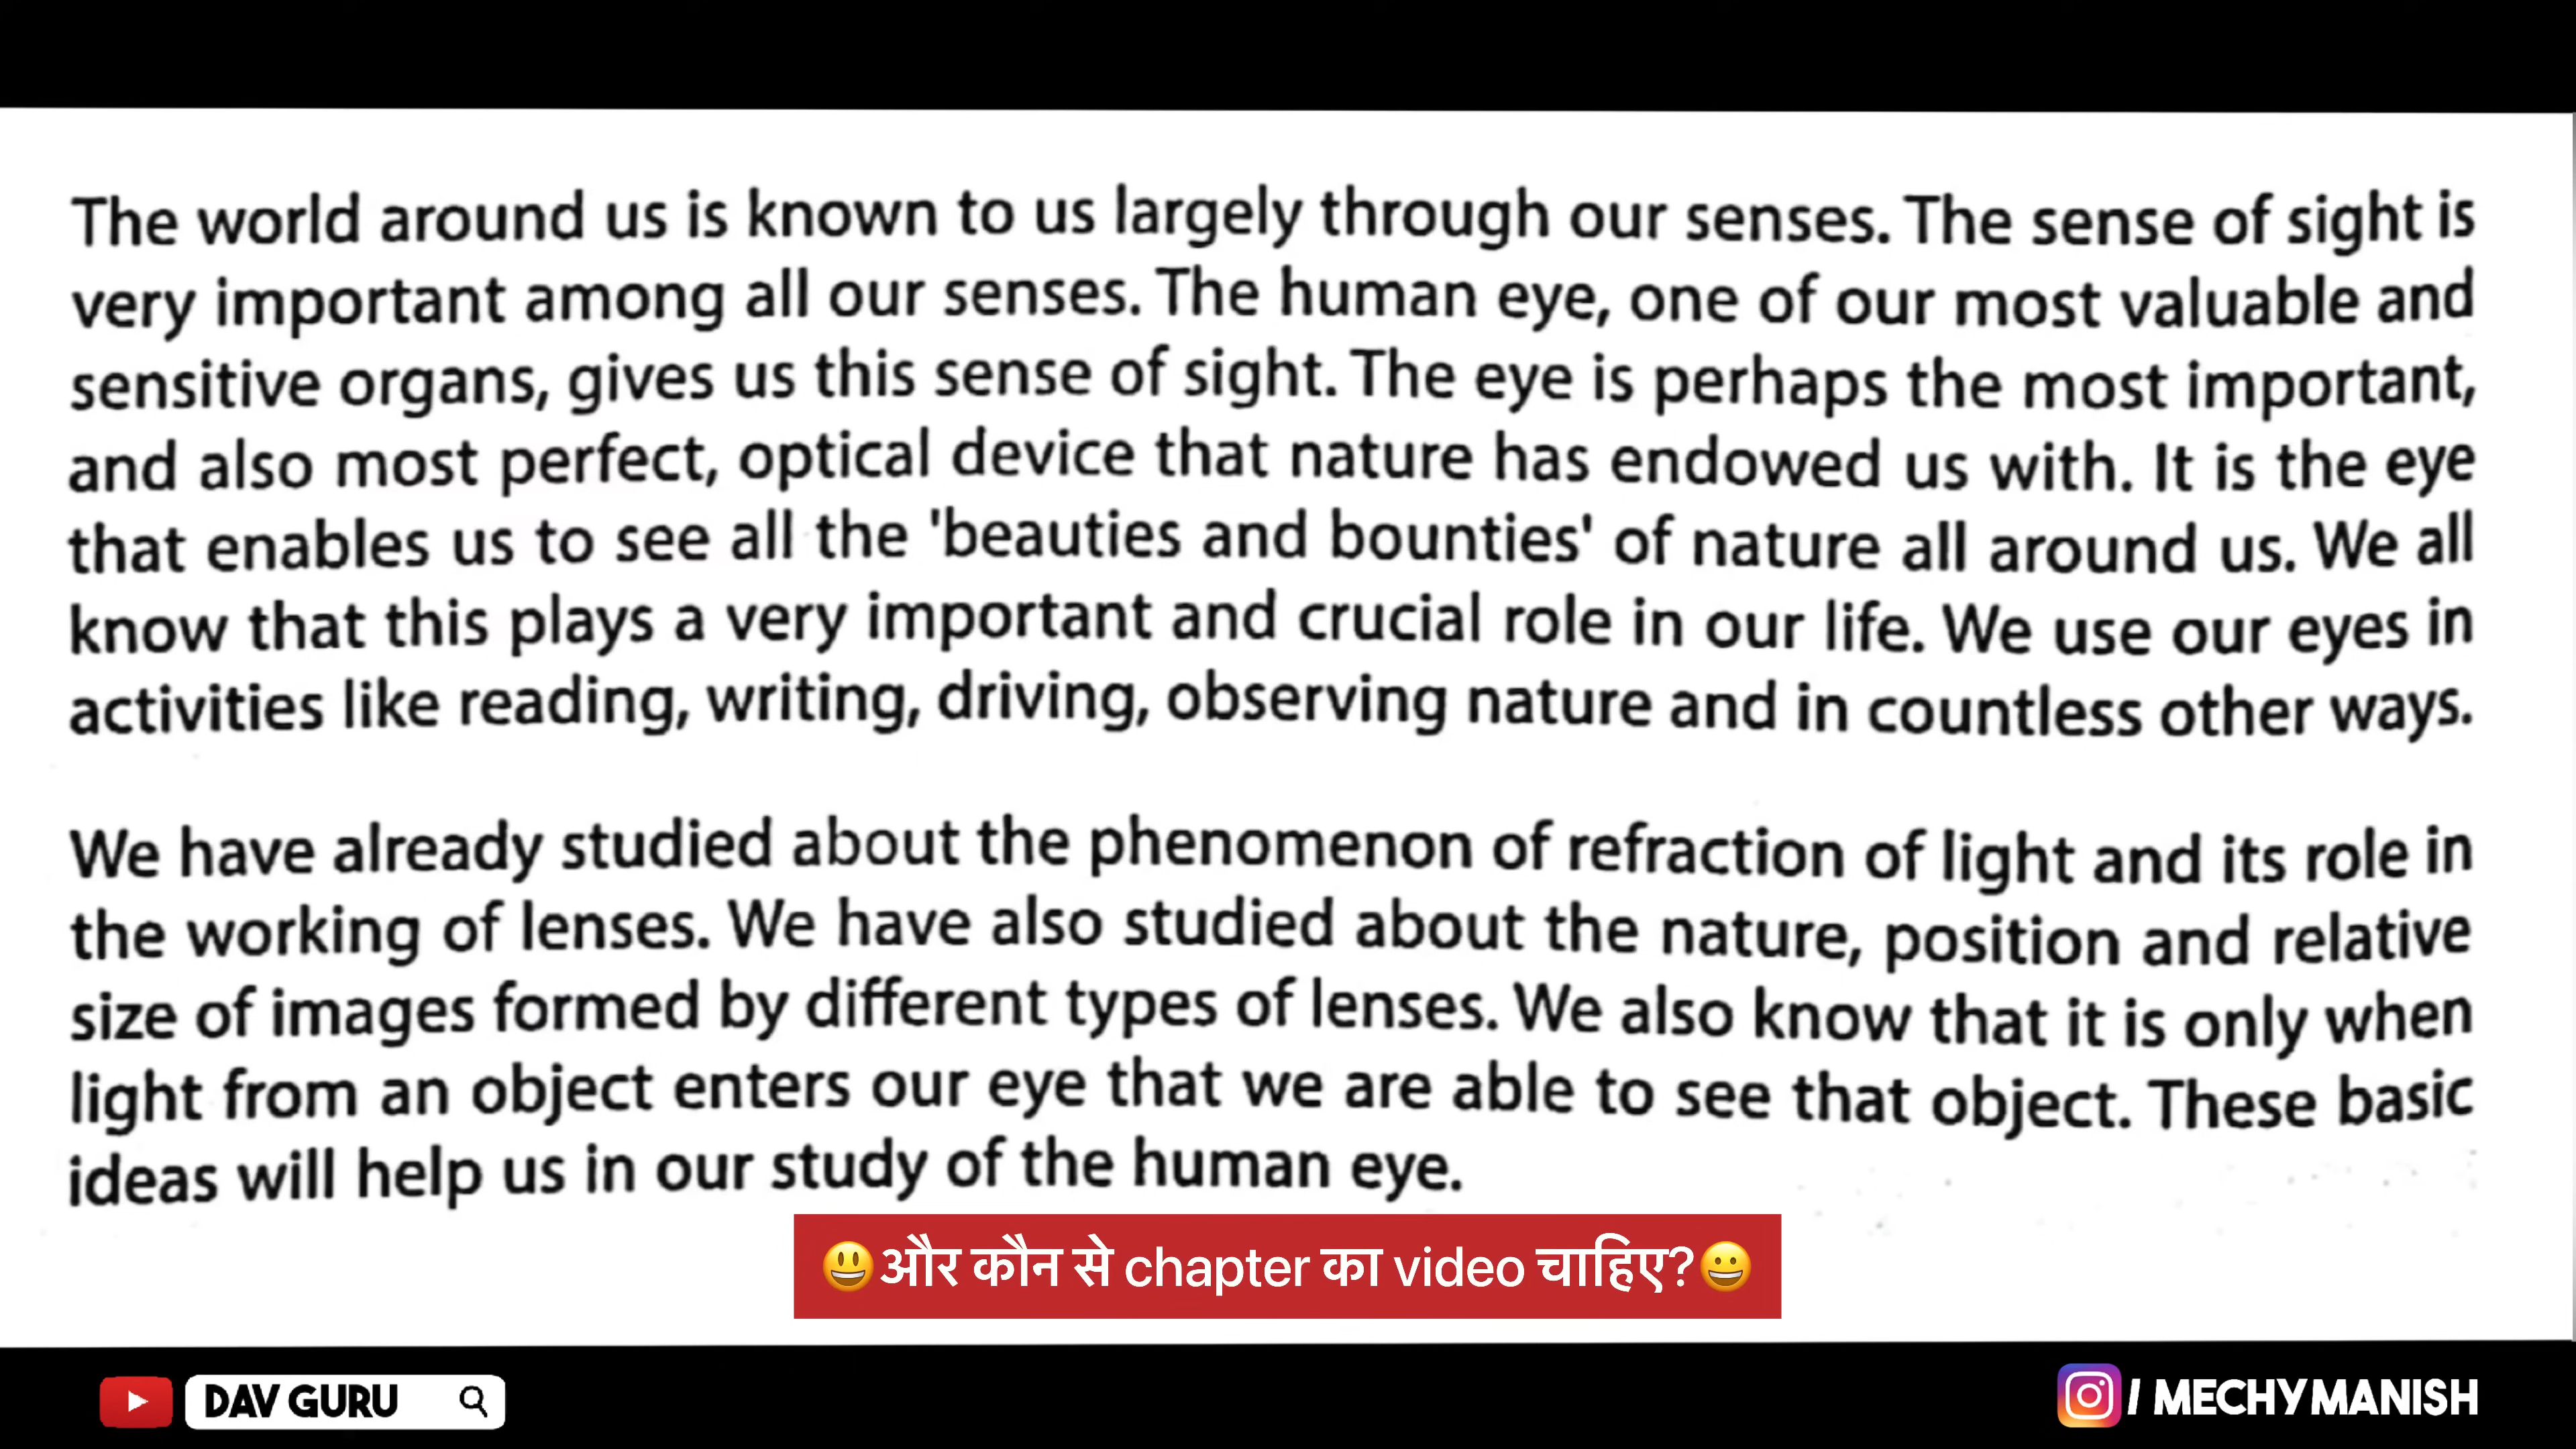 The world around us is known to us largely through our senses. The sense of sight is
very important among all our senses. The human eye, one of our most valuable and
sensitive organs, gives us this sense of sight. The eye is perhaps the most important,
and also most perfect, optical device that nature has endowed us with. It is the eye
that enables us to see all the 'beauties and bounties' of nature all around us. We all
know that this plays a very important and crucial role in our life. We use our eyes in
activities like reading, writing, driving, observing nature and in countless other ways.
We have already studied about the phenomenon of refraction of light and its role in
the working of lenses. We have also studied about the nature, position and relative
size of images formed by different types of lenses. We also know that it is only when
light from an object enters our eye that we are able to see that object. These basic
ideas will help us in our study of the human eye.
😃और कौन से chapter का video चाहिए?😀
DAV GURU
/ MECHYMANISH